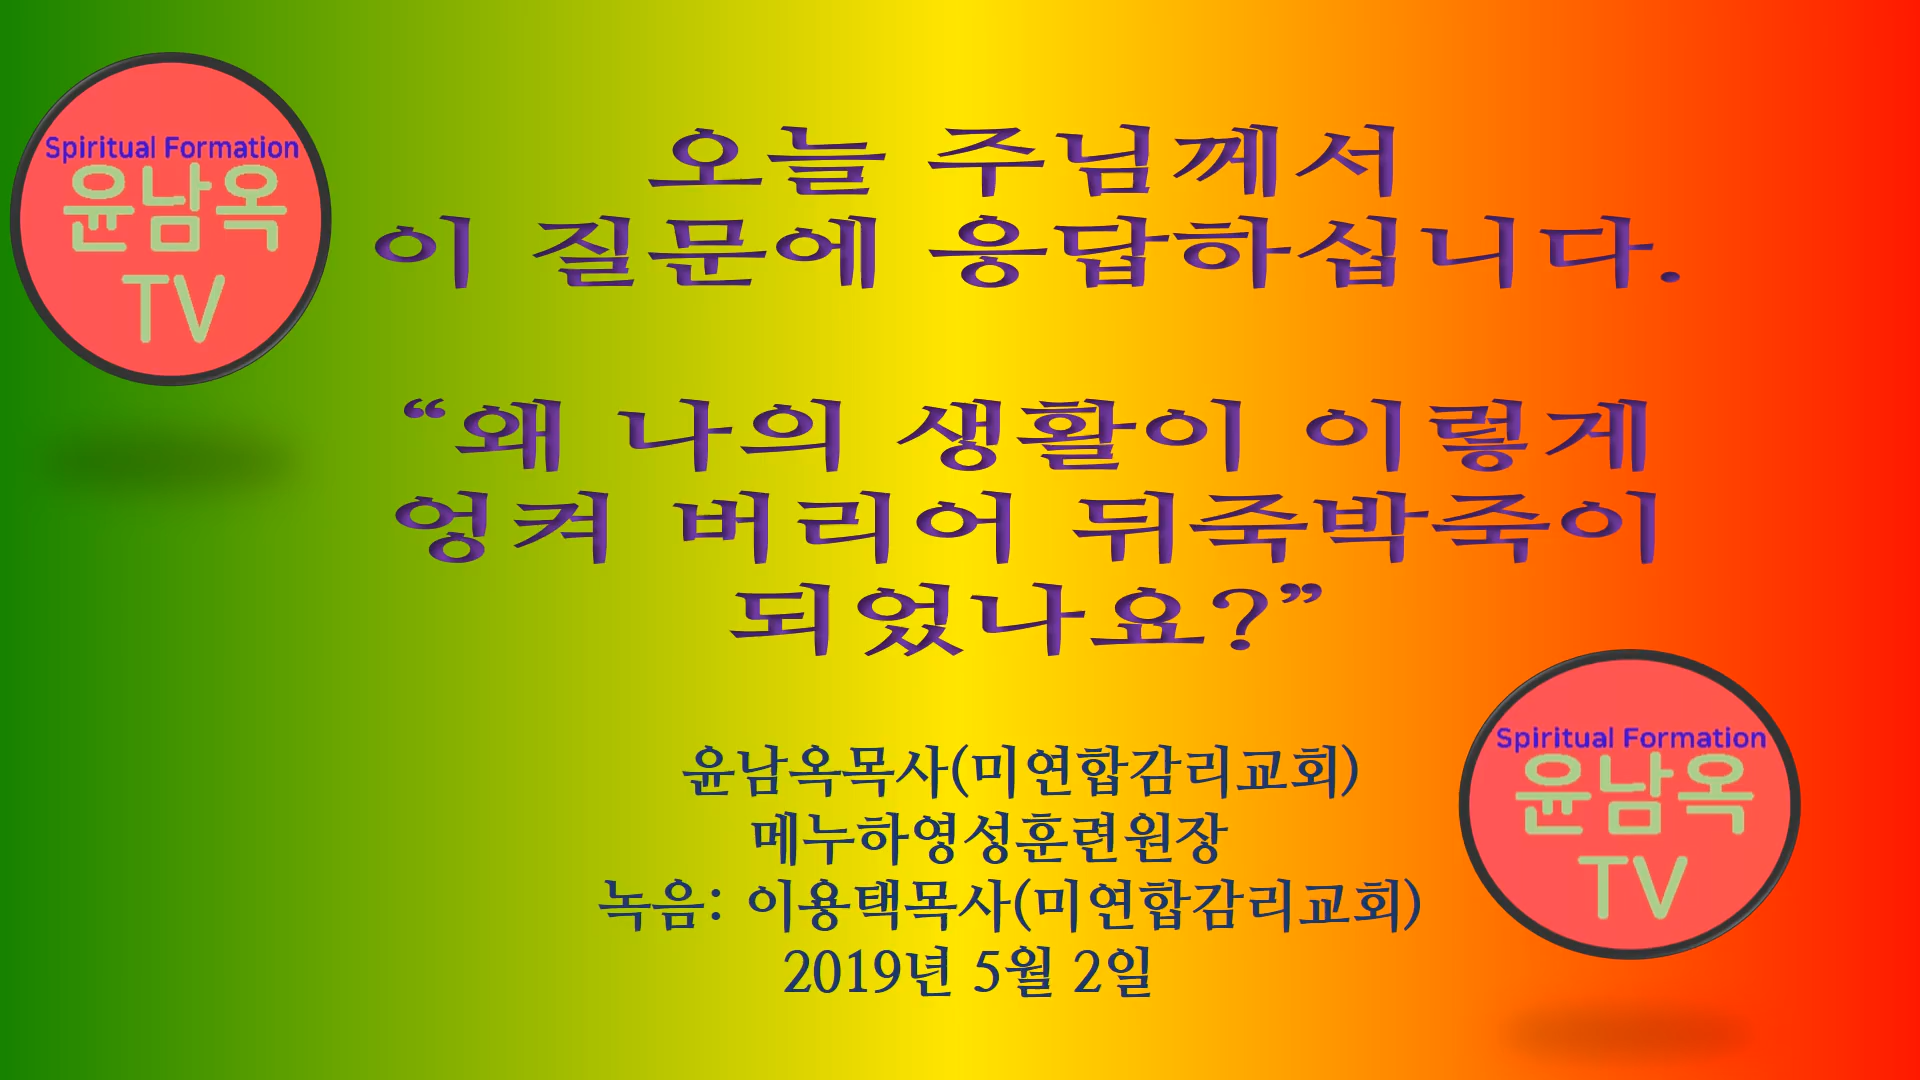 Spiritual Formation
윤남옥
TV
오늘 주님께서
이 질문에 응답하십니다.
“왜 나의 생활이 이렇게
엉켜 버리어 뒤죽박죽이
되었나요?”
윤남옥목사(미연합감리교회)
메누하영성훈련원장
녹음: 이용택목사(미연합감리교회)
2019년 5월 2일
Spiritual Formation
윤남옥
TV